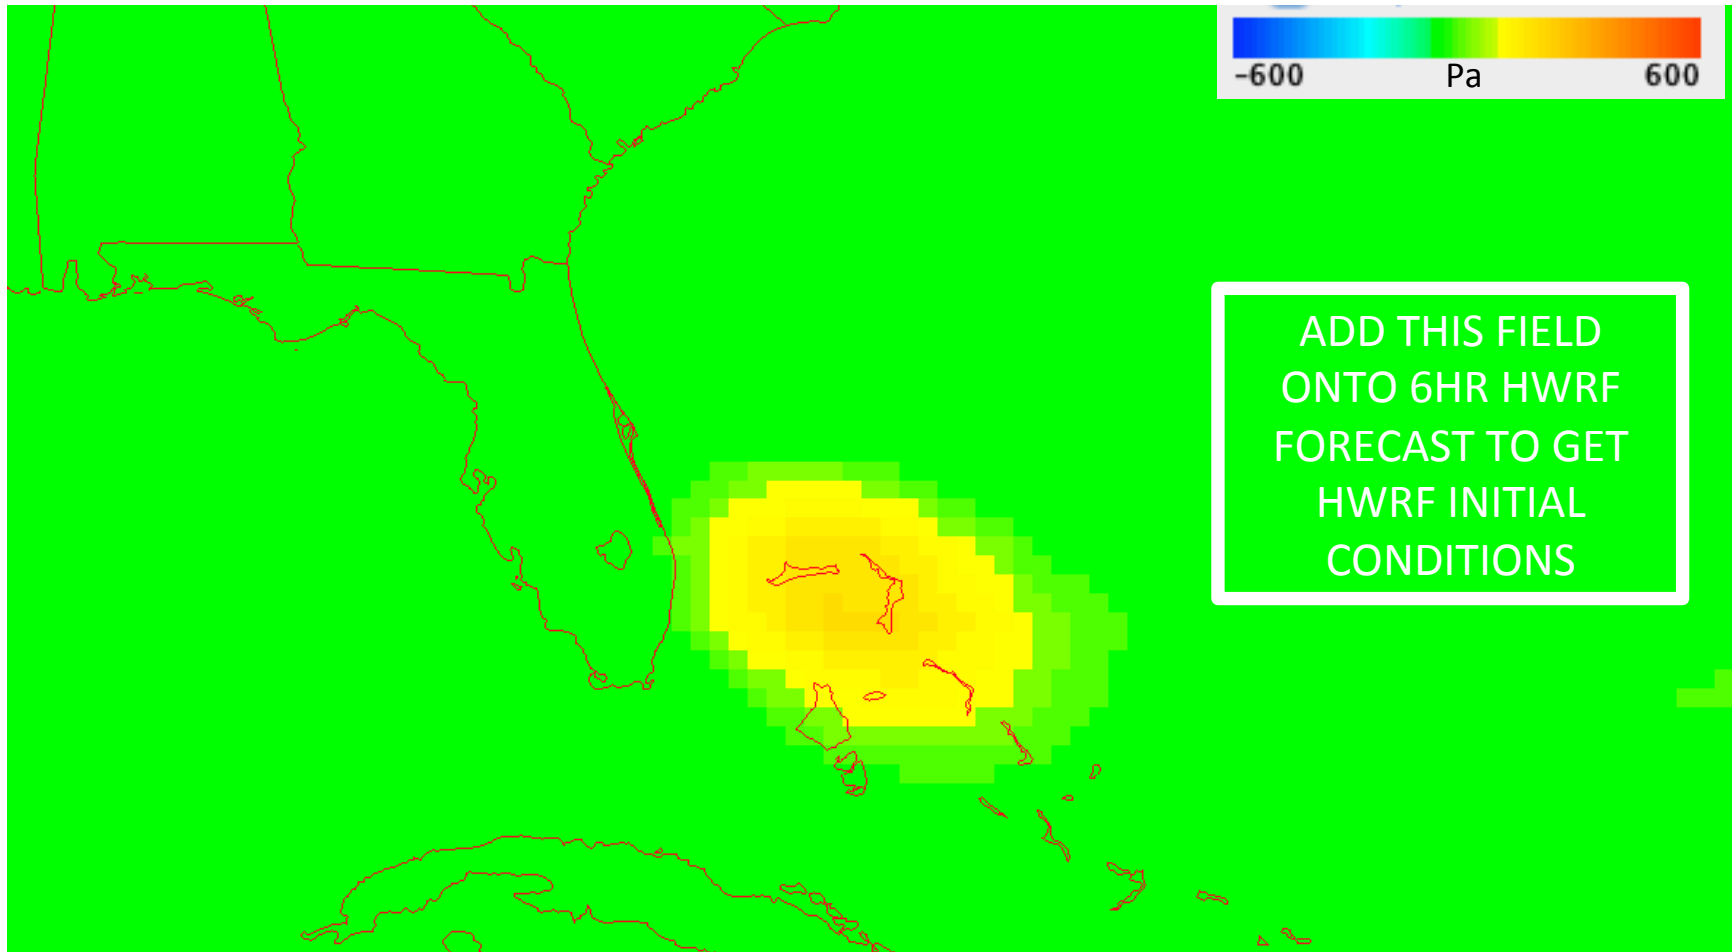 -600 Pa 600
ADD THIS FIELD
ONTO 6HR HWRF
FORECAST TO GET
HWRF INITIAL
CONDITIONS